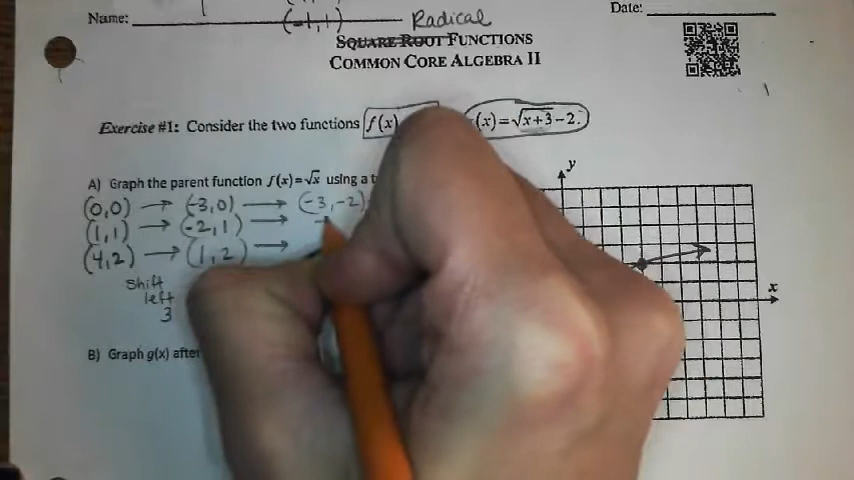 Name: Date:
(-1,1) Radical
SQUARE ROOT FUNCTIONS
COMMON CORE ALGEBRA II
Exercise #1: Consider the two functions f(x) (x)=√x+3-2.
A) Graph the parent function f(x)=√x using a t
(0,0) → (-3,0) → (-3,-2)
(1,1) → (-2,1) →
(4,2) → (1,2) →
shift
left
3
B) Graph g(x) after
y
x